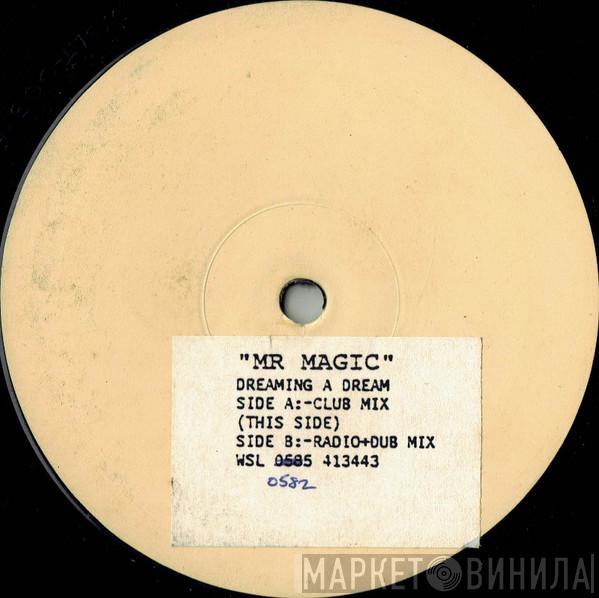 "MR MAGIC"
DREAMING A DREAM
SIDE A:-CLUB MIX
(THIS SIDE)
SIDE B:-RADIO+DUB MIX
WSL 0585 413443
0582
МАРКЕТ ВИНИЛА